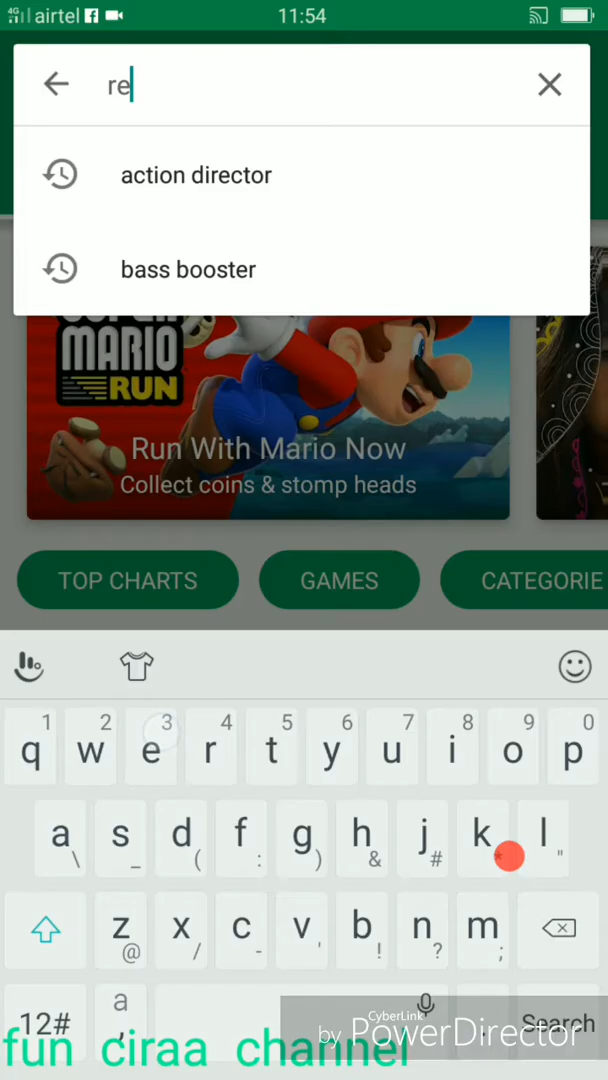 4G airtel 11:54
re
action director
bass booster
SUPER
MARIO
RUN
Run With Mario Now
Collect coins & stomp heads
TOP CHARTS GAMES CATEGORIE
1 2 3 4 5 6 7 8 9 0
q w e r t y u i o p
a s d f g h j k l
\ _ ( : ) & # * "
z x c v b n m
@ / - ' ! ? ;
12# a , . Search
CyberLink
by PowerDirector
fun ciraa channel